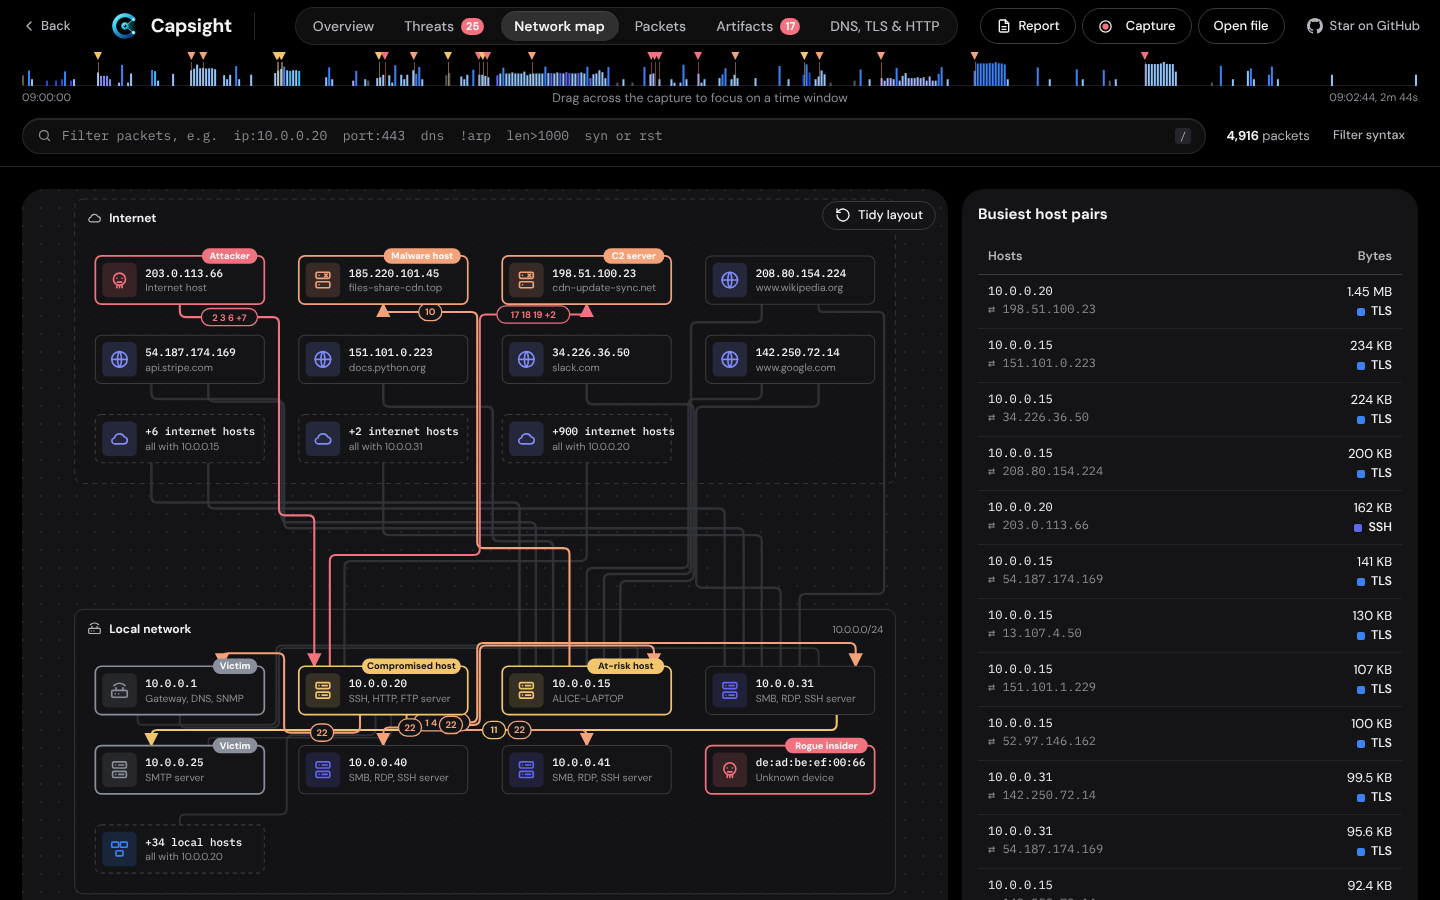 Back
Capsight
Overview
Threats 25
Network map
Packets
Artifacts 17
DNS, TLS & HTTP
Report
Capture
Open file
Star on GitHub
09:00:00
Drag across the capture to focus on a time window
09:02:44, 2m 44s
Filter packets, e.g. ip:10.0.0.20 port:443 dns !arp len>1000 syn or rst
/
4,916 packets
Filter syntax
Internet
Tidy layout
Attacker
203.0.113.66
Internet host
Malware host
185.220.101.45
files-share-cdn.top
C2 server
198.51.100.23
cdn-update-sync.net
208.80.154.224
www.wikipedia.org
2 3 6 +7
10
17 18 19 +2
54.187.174.169
api.stripe.com
151.101.0.223
docs.python.org
34.226.36.50
slack.com
142.250.72.14
www.google.com
+6 internet hosts
all with 10.0.0.15
+2 internet hosts
all with 10.0.0.31
+900 internet hosts
all with 10.0.0.20
Local network
10.0.0.0/24
Victim
10.0.0.1
Gateway, DNS, SNMP
Compromised host
10.0.0.20
SSH, HTTP, FTP server
At-risk host
10.0.0.15
ALICE-LAPTOP
10.0.0.31
SMB, RDP, SSH server
22
22
1 4
22
11
22
Victim
10.0.0.25
SMTP server
10.0.0.40
SMB, RDP, SSH server
10.0.0.41
SMB, RDP, SSH server
Rogue insider
de:ad:be:ef:00:66
Unknown device
+34 local hosts
all with 10.0.0.20
Busiest host pairs
Hosts
Bytes
10.0.0.20
1.45 MB
⇄ 198.51.100.23
TLS
10.0.0.15
234 KB
⇄ 151.101.0.223
TLS
10.0.0.15
224 KB
⇄ 34.226.36.50
TLS
10.0.0.15
200 KB
⇄ 208.80.154.224
TLS
10.0.0.20
162 KB
⇄ 203.0.113.66
SSH
10.0.0.15
141 KB
⇄ 54.187.174.169
TLS
10.0.0.15
130 KB
⇄ 13.107.4.50
TLS
10.0.0.15
107 KB
⇄ 151.101.1.229
TLS
10.0.0.15
100 KB
⇄ 52.97.146.162
TLS
10.0.0.31
99.5 KB
⇄ 142.250.72.14
TLS
10.0.0.31
95.6 KB
⇄ 54.187.174.169
TLS
10.0.0.15
92.4 KB